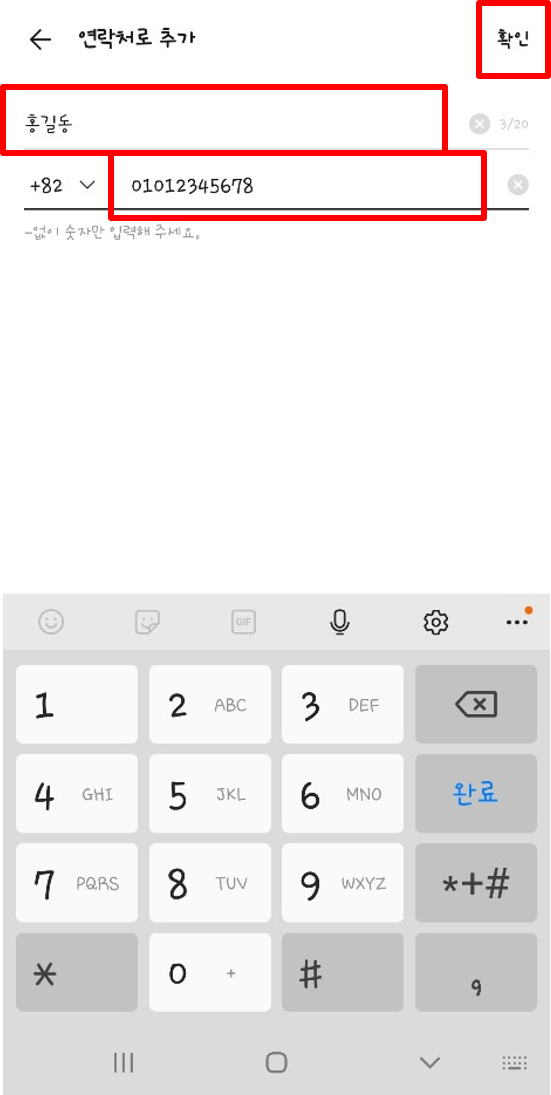 연락처로 추가
확인
홍길동
3/20
+82
01012345678
-없이 숫자만 입력해 주세요.
GIF
1
2 ABC
3 DEF
4 GHI
5 JKL
6 MNO
완료
7 PQRS
8 TUV
9 WXYZ
*+#
*
0 +
#
,